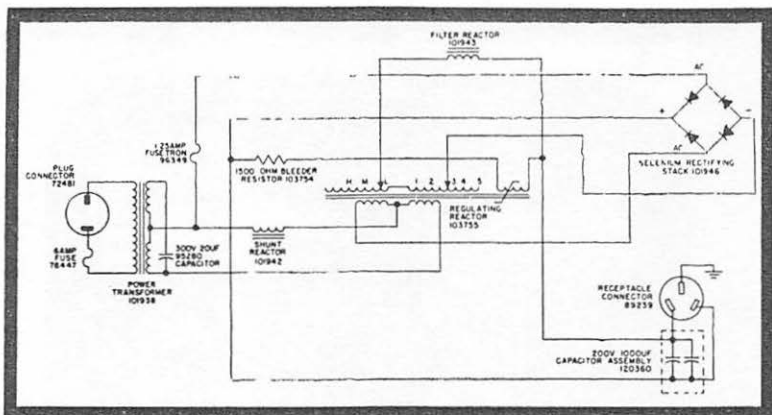 FILTER REACTOR
101943
AC
+
-
AC
SELENIUM RECTIFYING
STACK 101946
1.25AMP
FUSETRON
96349
PLUG
CONNECTOR
72481
1500 OHM BLEEDER
RESISTOR 103754
H M L 1 2 3 4 5
REGULATING
REACTOR
103755
6AMP
FUSE
76447
300V 20UF
95280
CAPACITOR
SHUNT
REACTOR
101942
POWER
TRANSFORMER
101938
RECEPTACLE
CONNECTOR
89239
200V 1000UF
CAPACITOR ASSEMBLY
120360